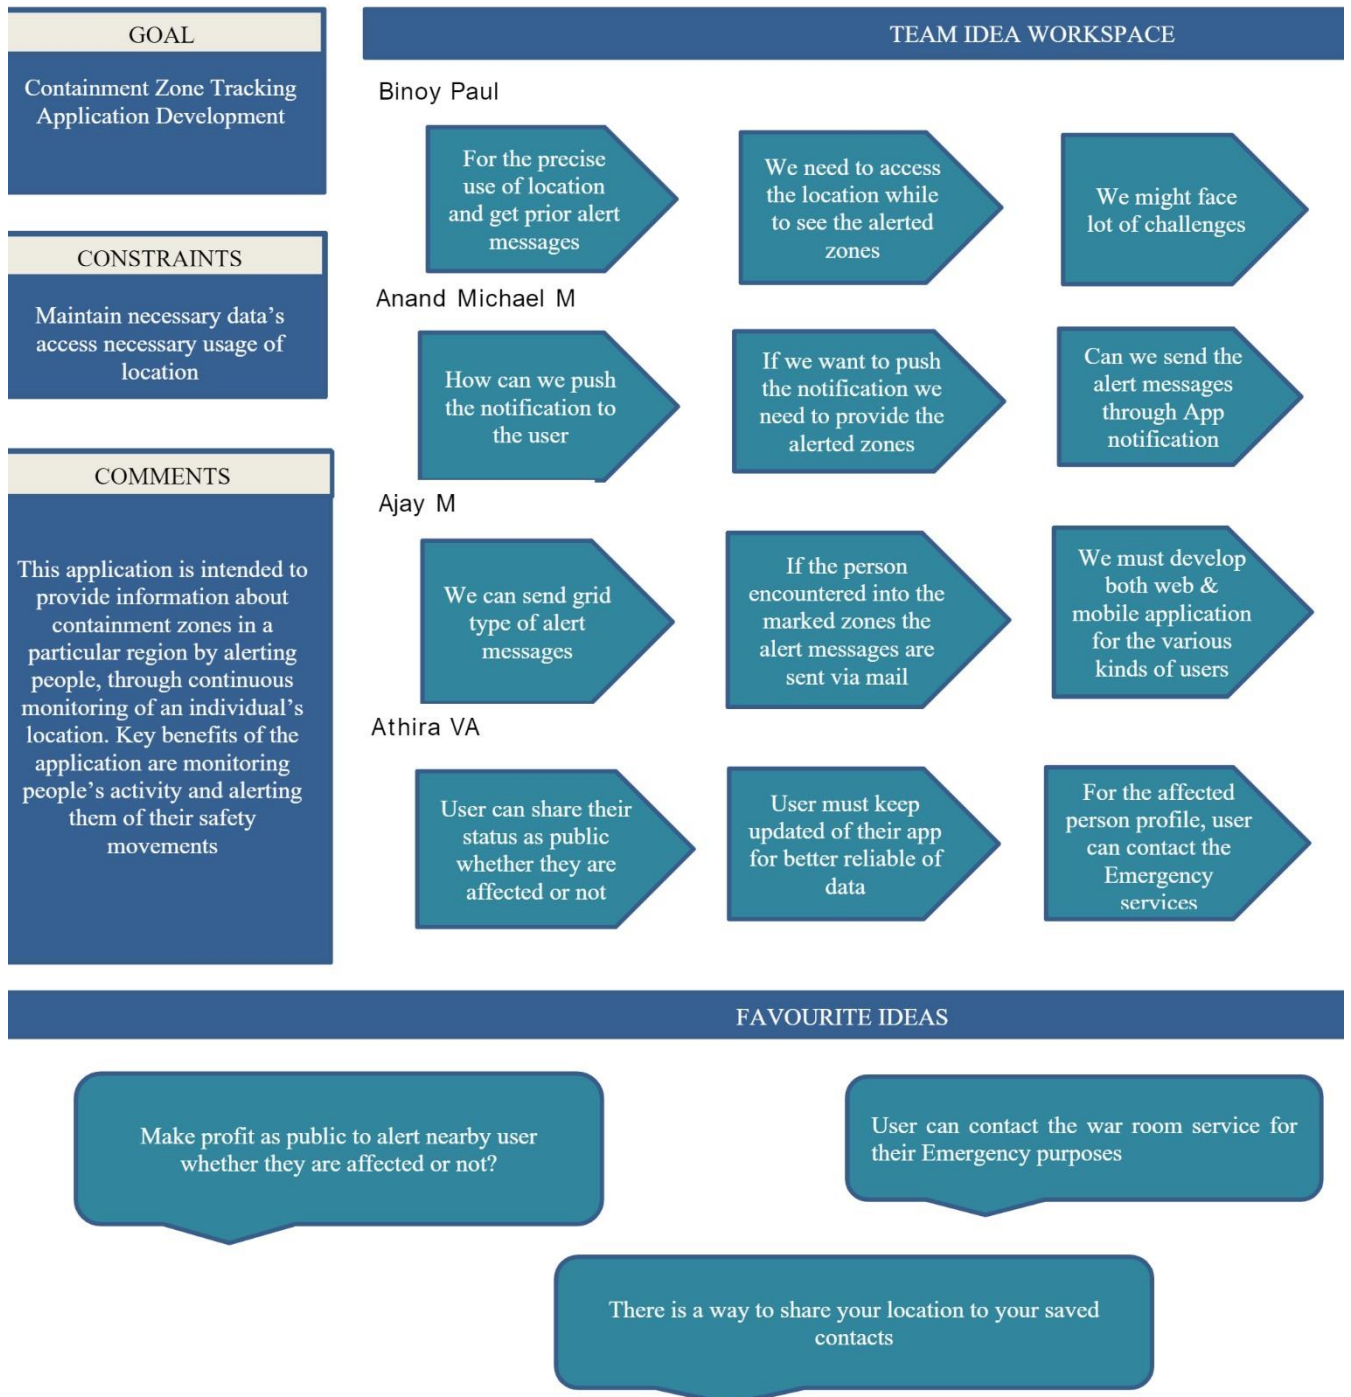 GOAL
Containment Zone Tracking
Application Development
CONSTRAINTS
Maintain necessary data's
access necessary usage of
location
COMMENTS
This application is intended to
provide information about
containment zones in a
particular region by alerting
people, through continuous
monitoring of an individual's
location. Key benefits of the
application are monitoring
people's activity and alerting
them of their safety
movements
TEAM IDEA WORKSPACE
Binoy Paul
For the precise
use of location
and get prior alert
messages
We need to access
the location while
to see the alerted
zones
We might face
lot of challenges
Anand Michael M
How can we push
the notification to
the user
If we want to push
the notification we
need to provide the
alerted zones
Can we send the
alert messages
through App
notification
Ajay M
We can send grid
type of alert
messages
If the person
encountered into the
marked zones the
alert messages are
sent via mail
We must develop
both web &
mobile application
for the various
kinds of users
Athira VA
User can share their
status as public
whether they are
affected or not
User must keep
updated of their app
for better reliable of
data
For the affected
person profile, user
can contact the
Emergency
services
FAVOURITE IDEAS
Make profit as public to alert nearby user
whether they are affected or not?
User can contact the war room service for
their Emergency purposes
There is a way to share your location to your saved
contacts